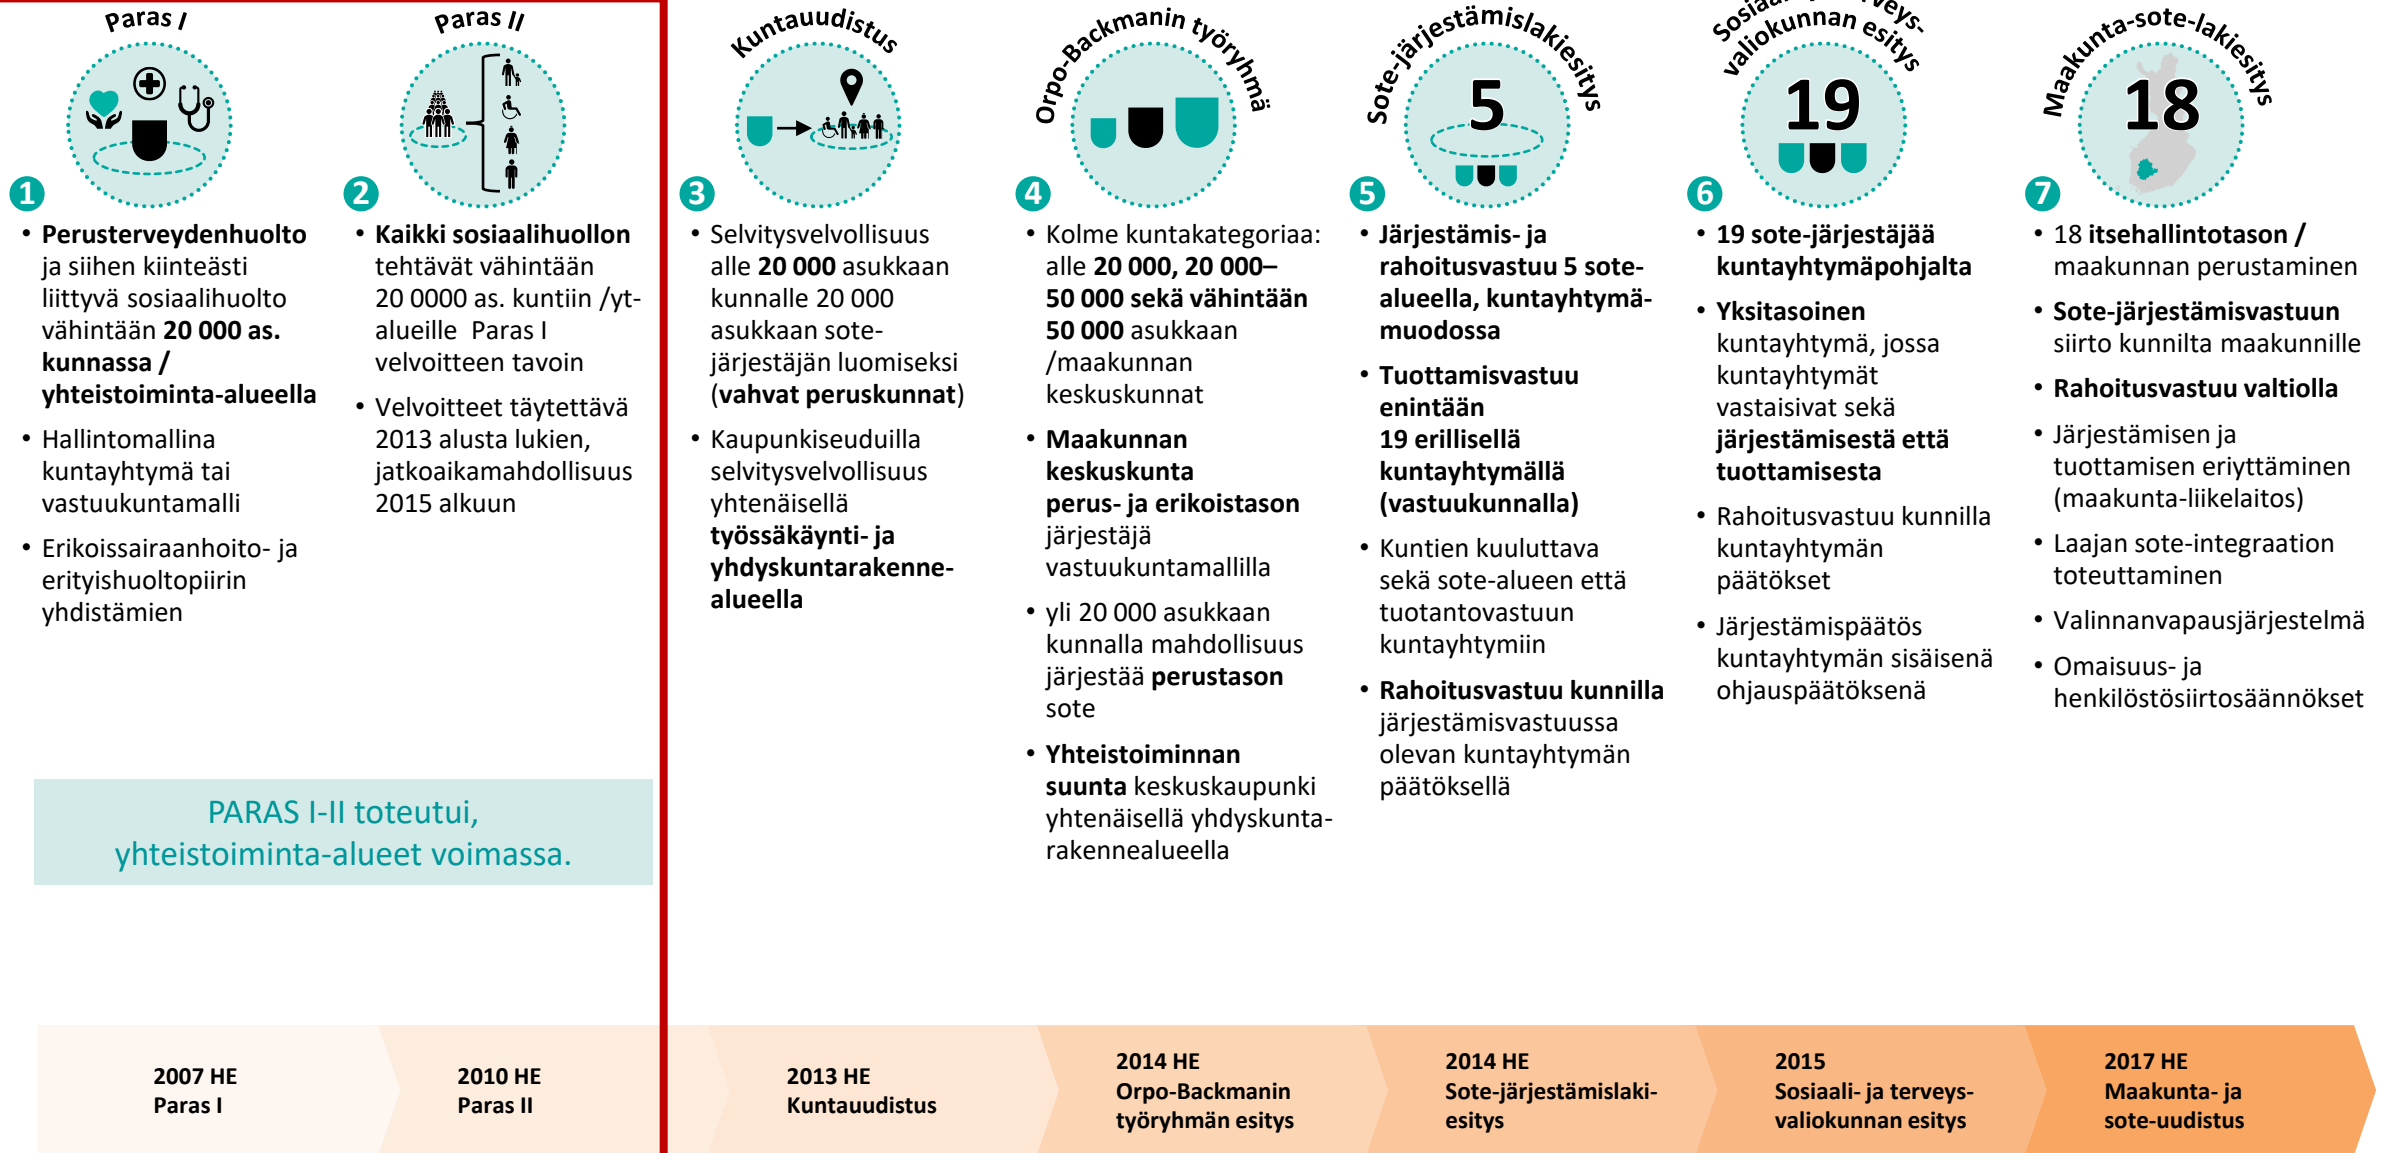 Paras I
1
• Perusterveydenhuolto
ja siihen kiinteästi
liittyvä sosiaalihuolto
vähintään 20 000 as.
kunnassa /
yhteistoiminta-alueella
• Hallintomallina
kuntayhtymä tai
vastuukuntamalli
• Erikoissairaanhoito- ja
erityishuoltopiirin
yhdistämien
Paras II
2
• Kaikki sosiaalihuollon
tehtävät vähintään
20 0000 as. kuntiin /yt-
alueille Paras I
velvoitteen tavoin
• Velvoitteet täytettävä
2013 alusta lukien,
jatkoaikamahdollisuus
2015 alkuun
PARAS I-II toteutui,
yhteistoiminta-alueet voimassa.
Kuntauudistus
3
• Selvitysvelvollisuus
alle 20 000 asukkaan
kunnalle 20 000
asukkaan sote-
järjestäjän luomiseksi
(vahvat peruskunnat)
• Kaupunkiseuduilla
selvitysvelvollisuus
yhtenäisellä
työssäkäynti- ja
yhdyskuntarakenne-
alueella
Orpo-Backmanin työryhmä
4
• Kolme kuntakategoriaa:
alle 20 000, 20 000–
50 000 sekä vähintään
50 000 asukkaan
/maakunnan
keskuskunnat
• Maakunnan
keskuskunta
perus- ja erikoistason
järjestäjä
vastuukuntamallilla
• yli 20 000 asukkaan
kunnalla mahdollisuus
järjestää perustason
sote
• Yhteistoiminnan
suunta keskuskaupunki
yhtenäisellä yhdyskunta-
rakennealueella
Sote-järjestämislakiesitys
5
5
• Järjestämis- ja
rahoitusvastuu 5 sote-
alueella, kuntayhtymä-
muodossa
• Tuottamisvastuu
enintään
19 erillisellä
kuntayhtymällä
(vastuukunnalla)
• Kuntien kuuluttava
sekä sote-alueen että
tuotantovastuun
kuntayhtymiin
• Rahoitusvastuu kunnilla
järjestämisvastuussa
olevan kuntayhtymän
päätöksellä
valiokunnan esitys
19
6
• 19 sote-järjestäjää
kuntayhtymäpohjalta
• Yksitasoinen
kuntayhtymä, jossa
kuntayhtymät
vastaisivat sekä
järjestämisestä että
tuottamisesta
• Rahoitusvastuu kunnilla
kuntayhtymän
päätökset
• Järjestämispäätös
kuntayhtymän sisäisenä
ohjauspäätöksenä
Maakunta-sote-lakiesitys
18
7
• 18 itsehallintotason /
maakunnan perustaminen
• Sote-järjestämisvastuun
siirto kunnilta maakunnille
• Rahoitusvastuu valtiolla
• Järjestämisen ja
tuottamisen eriyttäminen
(maakunta-liikelaitos)
• Laajan sote-integraation
toteuttaminen
• Valinnanvapausjärjestelmä
• Omaisuus- ja
henkilöstösiirtosäännökset
2007 HE
Paras I
2010 HE
Paras II
2013 HE
Kuntauudistus
2014 HE
Orpo-Backmanin
työryhmän esitys
2014 HE
Sote-järjestämislaki-
esitys
2015
Sosiaali- ja terveys-
valiokunnan esitys
2017 HE
Maakunta- ja
sote-uudistus